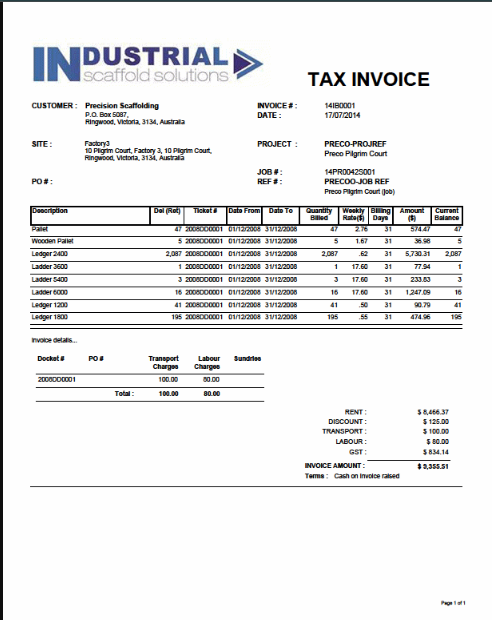 INDUSTRIAL
scaffold solutions
TAX INVOICE
CUSTOMER : Precision Scaffolding
P.O. Box 5087,
Ringwood, Victoria, 3134, Australia
INVOICE # : 14IB0001
DATE : 17/07/2014
SITE : Factory3
10 Pilgrim Court, Factory 3, 10 Pilgrim Court,
Ringwood, Victoria, 3134, Australia
PROJECT : PRECO-PROJREF
Preco Pilgrim Court
JOB # : 14PR0042S001
PO # :
REF # : PRECOO-JOB REF
Preco Pilgrim Court (job)
Description Del (Ret) Ticket # Date From Date To Quantity Billed Weekly Rate($) Billing Days Amount ($) Current Balance
Pallet 47 2008DD0001 01/12/2008 31/12/2008 47 2.76 31 574.47 47
Wooden Pallet 5 2008DD0001 01/12/2008 31/12/2008 5 1.67 31 36.98 5
Ledger 2400 2,087 2008DD0001 01/12/2008 31/12/2008 2,087 .62 31 5,730.31 2,087
Ladder 3600 1 2008DD0001 01/12/2008 31/12/2008 1 17.60 31 77.94 1
Ladder 5400 3 2008DD0001 01/12/2008 31/12/2008 3 17.60 31 233.83 3
Ladder 6000 16 2008DD0001 01/12/2008 31/12/2008 16 17.60 31 1,247.09 16
Ledger 1200 41 2008DD0001 01/12/2008 31/12/2008 41 .50 31 90.79 41
Ledger 1800 195 2008DD0001 01/12/2008 31/12/2008 195 .55 31 474.96 195
Invoice details...
Docket # PO # Transport Charges Labour Charges Sundries
2008DD0001 100.00 80.00
Total : 100.00 80.00
RENT : $ 8,466.37
DISCOUNT : $ 125.00
TRANSPORT : $ 100.00
LABOUR : $ 80.00
GST : $ 834.14
INVOICE AMOUNT : $ 9,355.51
Terms : Cash on Invoice raised
Page 1 of 1